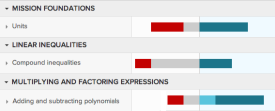 MISSION FOUNDATIONS
Units
LINEAR INEQUALITIES
Compound inequalities
MULTIPLYING AND FACTORING EXPRESSIONS
Adding and subtracting polynomials